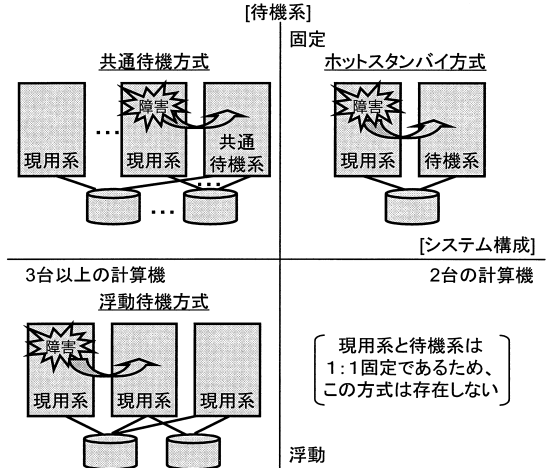 [待機系]
固定
共通待機方式
障害
現用系
…
現用系
共通
待機系
…
…
ホットスタンバイ方式
障害
現用系
待機系
[システム構成]
3台以上の計算機
2台の計算機
浮動待機方式
障害
現用系
現用系
現用系
現用系と待機系は
1:1固定であるため、
この方式は存在しない
浮動